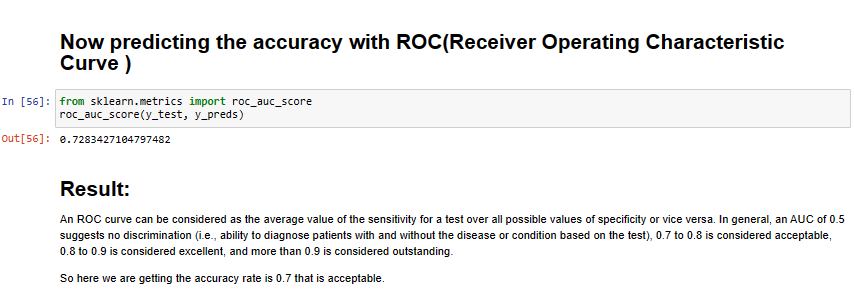 Now predicting the accuracy with ROC(Receiver Operating Characteristic
Curve )
In [56]: from sklearn.metrics import roc_auc_score
roc_auc_score(y_test, y_preds)
Out[56]: 0.7283427104797482
Result:
An ROC curve can be considered as the average value of the sensitivity for a test over all possible values of specificity or vice versa. In general, an AUC of 0.5
suggests no discrimination (i.e., ability to diagnose patients with and without the disease or condition based on the test), 0.7 to 0.8 is considered acceptable,
0.8 to 0.9 is considered excellent, and more than 0.9 is considered outstanding.
So here we are getting the accuracy rate is 0.7 that is acceptable.